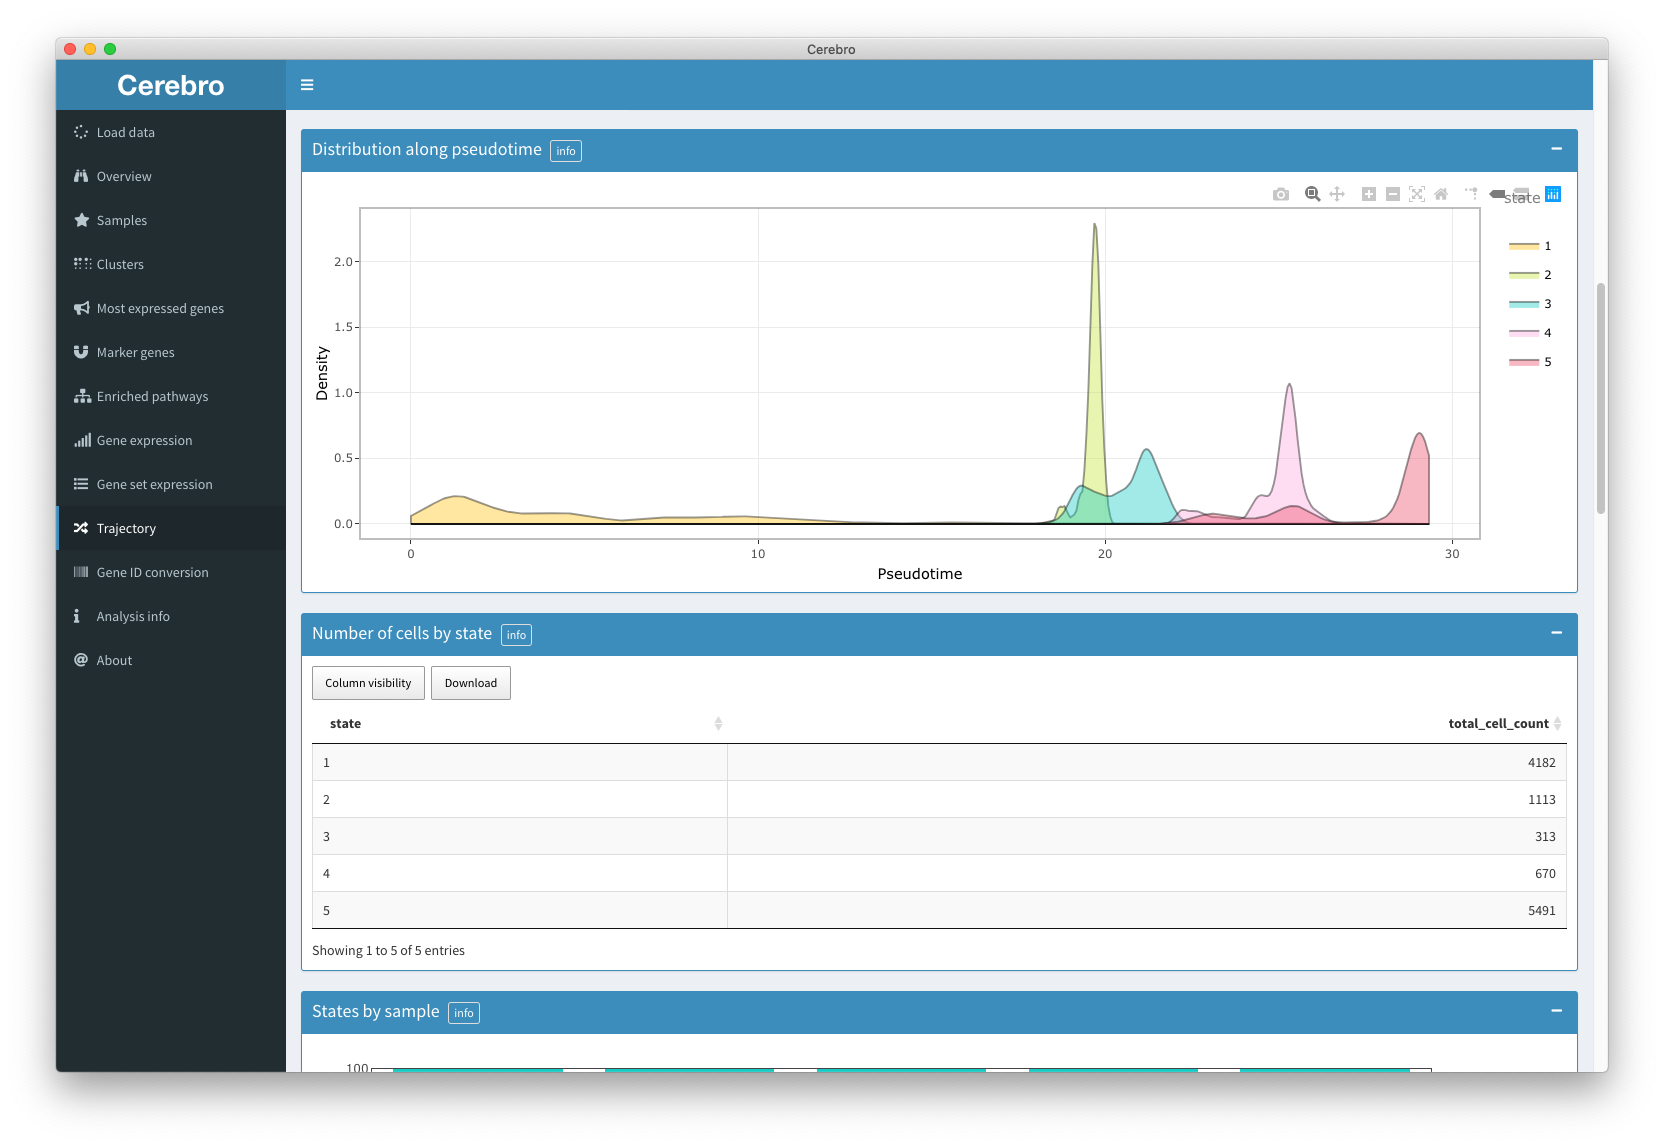 Cerebro
Cerebro
Load data
Overview
Samples
Clusters
Most expressed genes
Marker genes
Enriched pathways
Gene expression
Gene set expression
Trajectory
Gene ID conversion
Analysis info
About
Distribution along pseudotime info
state
1
2
3
4
5
2.0
1.5
1.0
0.5
0.0
Density
0 10 20 30
Pseudotime
Number of cells by state info
Column visibility Download
state total_cell_count
1 4182
2 1113
3 313
4 670
5 5491
Showing 1 to 5 of 5 entries
States by sample info
100